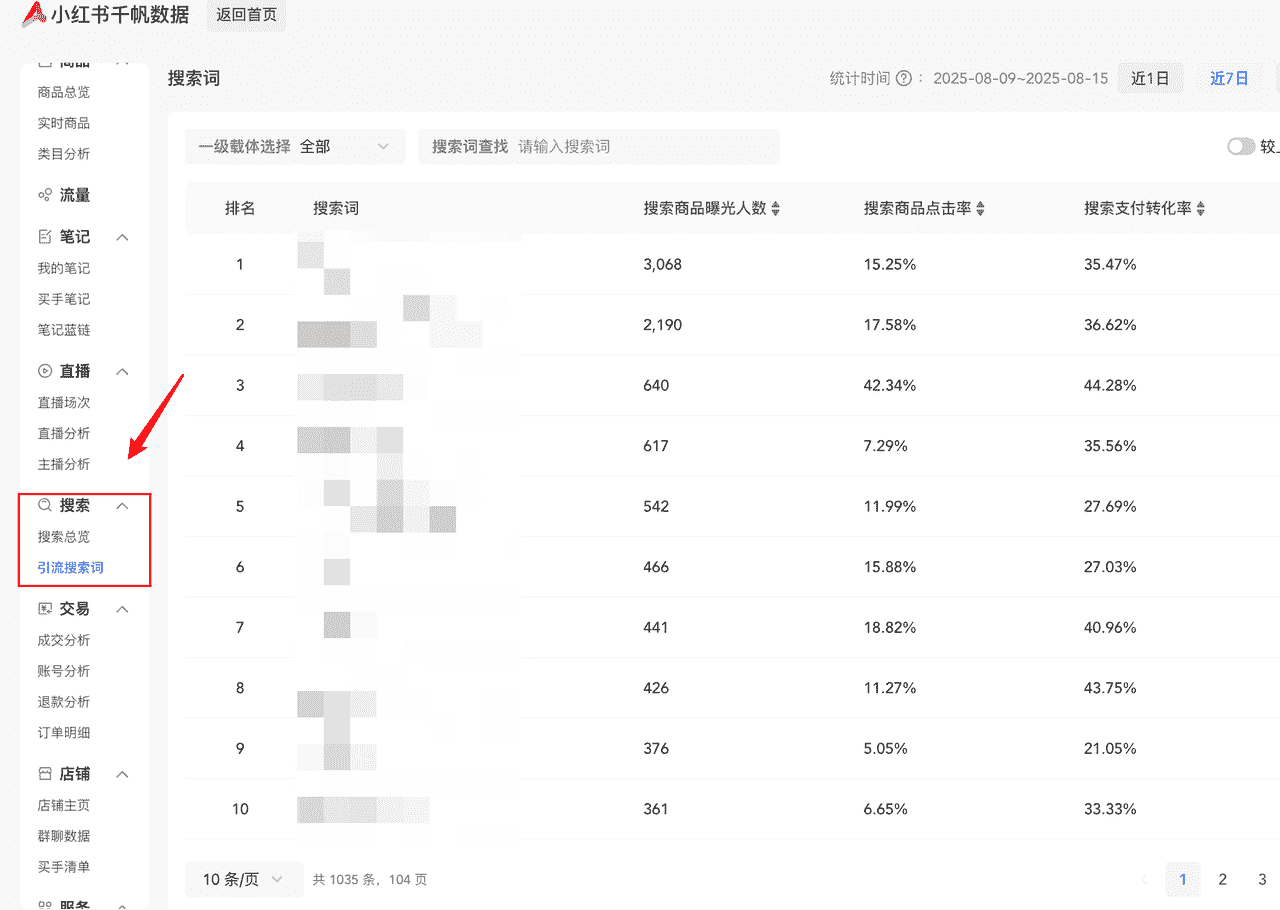 小红书千帆数据
返回首页
商品
商品总览
实时商品
类目分析
流量
笔记
我的笔记
买手笔记
笔记蓝链
直播
直播场次
直播分析
主播分析
搜索
搜索总览
引流搜索词
交易
成交分析
账号分析
退款分析
订单明细
店铺
店铺主页
群聊数据
买手清单
服务
搜索词
统计时间 ? : 2025-08-09~2025-08-15 近1日 近7日
一级载体选择 全部
搜索词查找 请输入搜索词
较上
排名 搜索词 搜索商品曝光人数 搜索商品点击率 搜索支付转化率
1 3,068 15.25% 35.47%
2 2,190 17.58% 36.62%
3 640 42.34% 44.28%
4 617 7.29% 35.56%
5 542 11.99% 27.69%
6 466 15.88% 27.03%
7 441 18.82% 40.96%
8 426 11.27% 43.75%
9 376 5.05% 21.05%
10 361 6.65% 33.33%
10 条/页 共 1035 条, 104 页
1 2 3